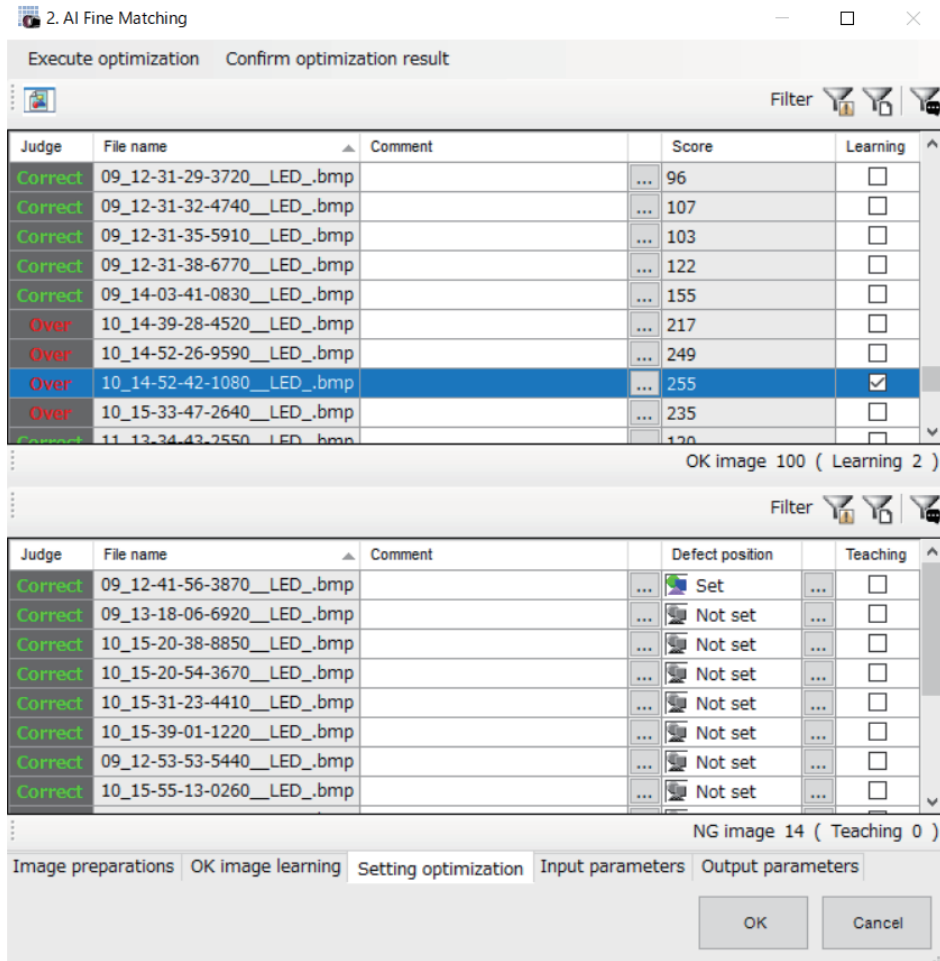 2. AI Fine Matching
Execute optimization Confirm optimization result
Filter
Judge File name Comment Score Learning
Correct 09_12-31-29-3720__LED_.bmp ... 96
Correct 09_12-31-32-4740__LED_.bmp ... 107
Correct 09_12-31-35-5910__LED_.bmp ... 103
Correct 09_12-31-38-6770__LED_.bmp ... 122
Correct 09_14-03-41-0830__LED_.bmp ... 155
Over 10_14-39-28-4520__LED_.bmp ... 217
Over 10_14-52-26-9590__LED_.bmp ... 249
Over 10_14-52-42-1080__LED_.bmp ... 255
Over 10_15-33-47-2640__LED_.bmp ... 235
Correct 11_13-34-43-2550__LED_.bmp 120
OK image 100 ( Learning 2 )
Filter
Judge File name Comment Defect position Teaching
Correct 09_12-41-56-3870__LED_.bmp ... Set ...
Correct 09_13-18-06-6920__LED_.bmp ... Not set ...
Correct 10_15-20-38-8850__LED_.bmp ... Not set ...
Correct 10_15-20-54-3670__LED_.bmp ... Not set ...
Correct 10_15-31-23-4410__LED_.bmp ... Not set ...
Correct 10_15-39-01-1220__LED_.bmp ... Not set ...
Correct 09_12-53-53-5440__LED_.bmp ... Not set ...
Correct 10_15-55-13-0260__LED_.bmp ... Not set ...
NG image 14 ( Teaching 0 )
Image preparations OK image learning Setting optimization Input parameters Output parameters
OK Cancel